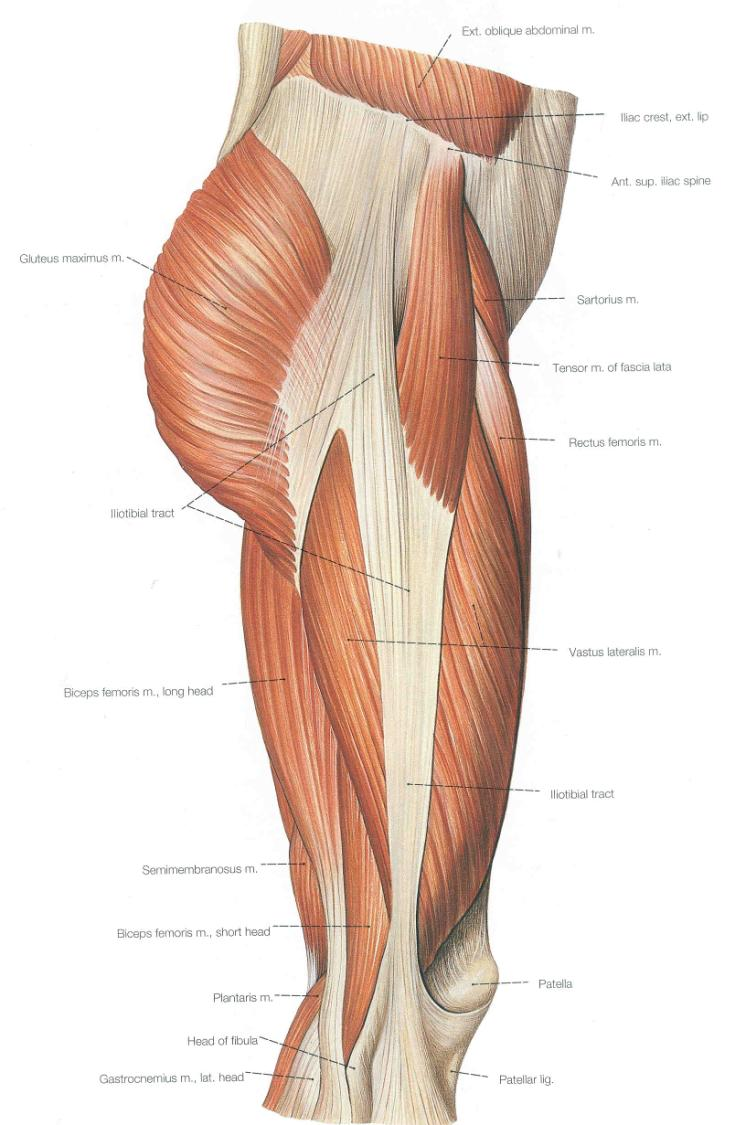 Ext. oblique abdominal m.
Iliac crest, ext. lip
Ant. sup. iliac spine
Gluteus maximus m.
Sartorius m.
Tensor m. of fascia lata
Rectus femoris m.
Iliotibial tract
Vastus lateralis m.
Biceps femoris m., long head
Iliotibial tract
Semimembranosus m.
Biceps femoris m., short head
Patella
Plantaris m.
Head of fibula
Gastrocnemius m., lat. head
Patellar lig.